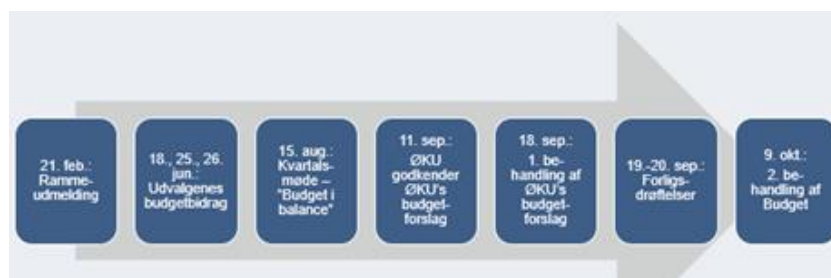 21. feb.:
Ramme-
udmelding
18., 25., 26.
jun.:
Udvalgenes
budgetbidrag
15. aug.:
Kvartals-
møde –
"Budget i
balance"
11. sep.:
ØKU
godkender
ØKU's
budget-
forslag
18. sep.:
1. be-
handling af
ØKU's
budget-
forslag
19.-20. sep.:
Forligs-
drøftelser
9. okt.:
2. be-
handling af
Budget